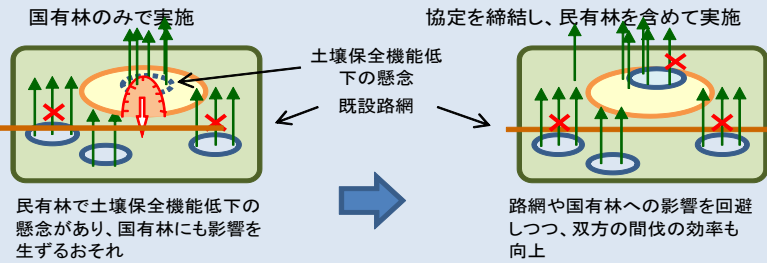 国有林のみで実施
協定を締結し、民有林を含めて実施
土壌保全機能低
下の懸念
既設路網
民有林で土壌保全機能低下の
懸念があり、国有林にも影響を
生ずるおそれ
路網や国有林への影響を回避
しつつ、双方の間伐の効率も
向上